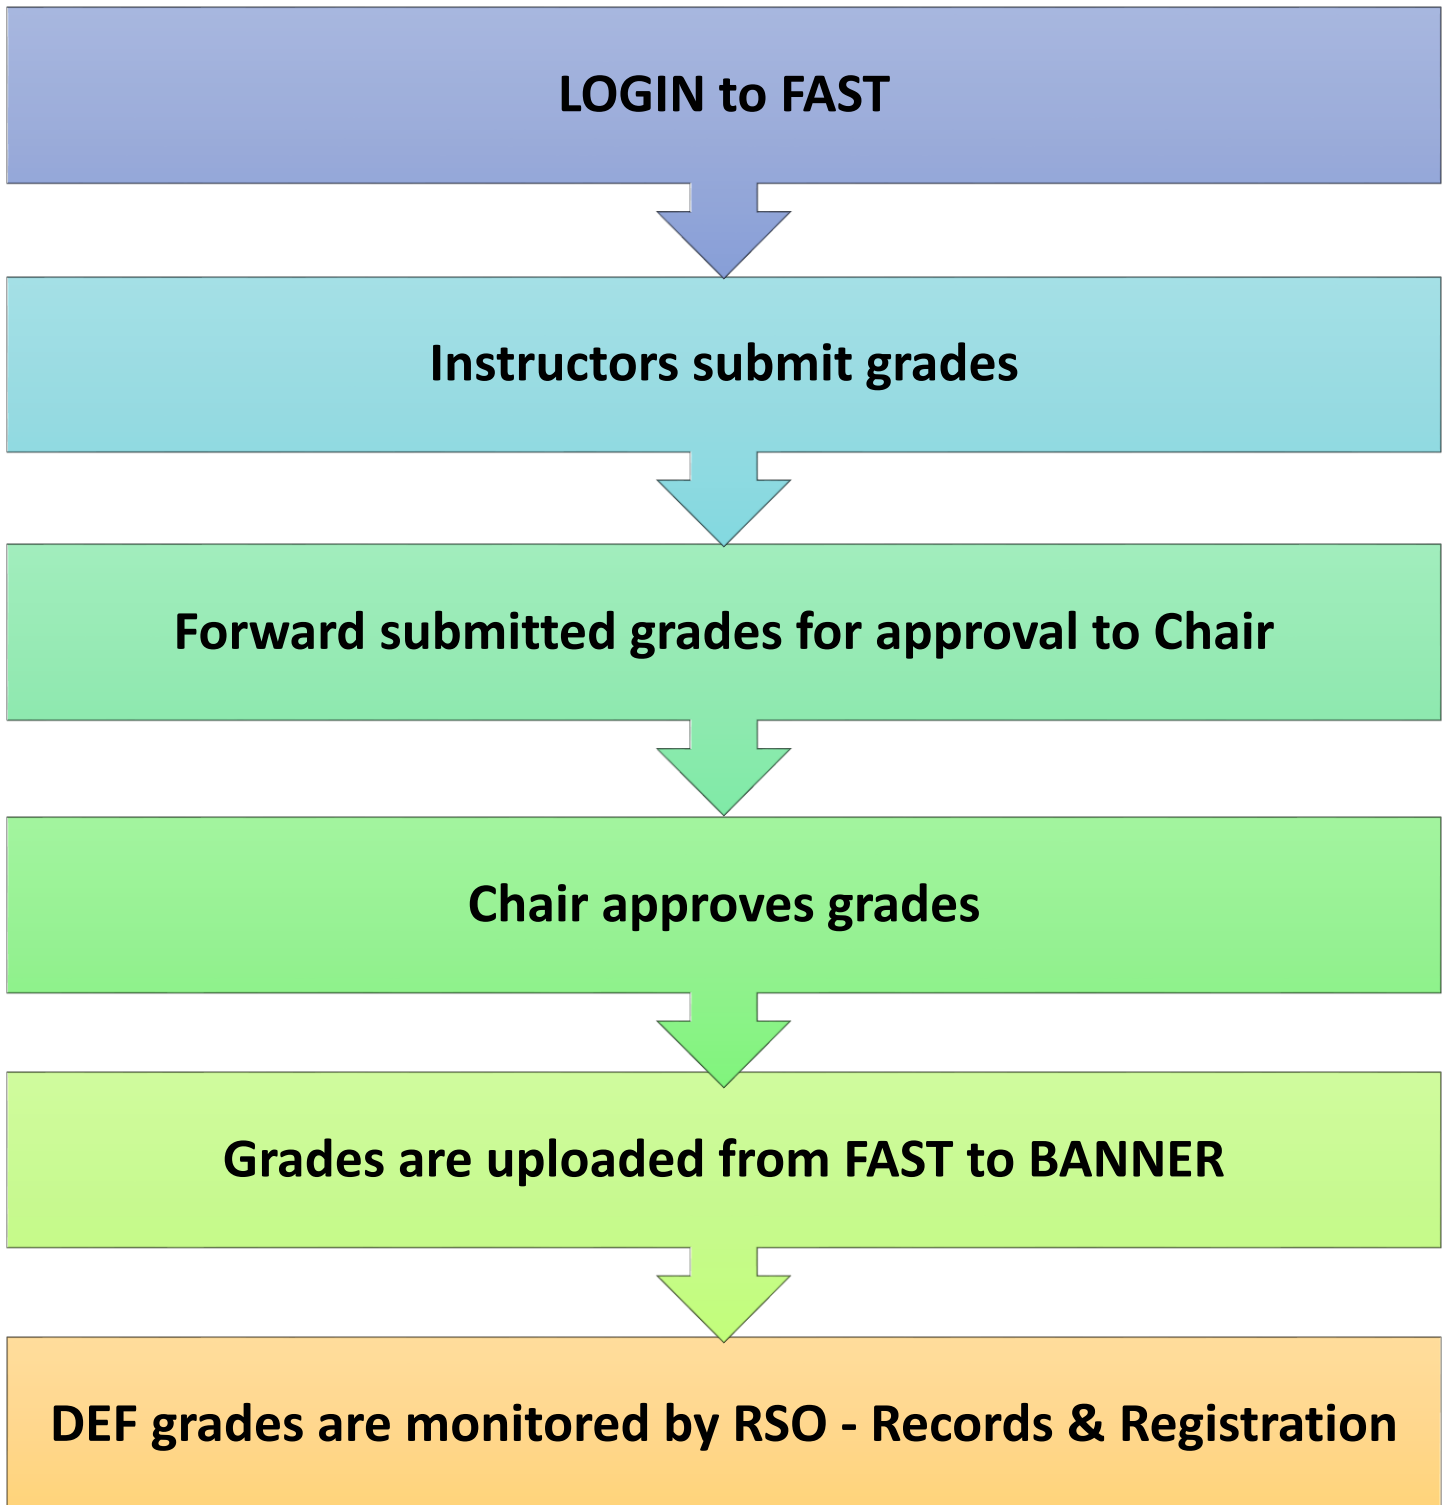 LOGIN to FAST
Instructors submit grades
Forward submitted grades for approval to Chair
Chair approves grades
Grades are uploaded from FAST to BANNER
DEF grades are monitored by RSO - Records & Registration